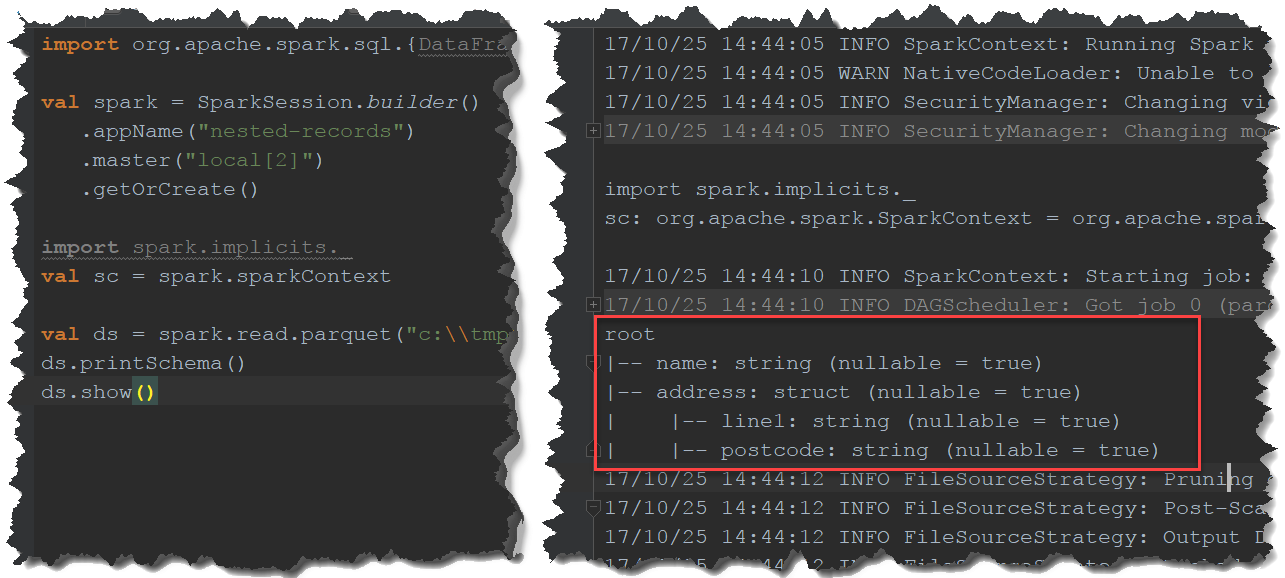 import org.apache.spark.sql.{DataFra
val spark = SparkSession.builder()
.appName("nested-records")
.master("local[2]")
.getOrCreate()
import spark.implicits._
val sc = spark.sparkContext
val ds = spark.read.parquet("c:\\tmp
ds.printSchema()
ds.show()
17/10/25 14:44:05 INFO SparkContext: Running Spark
17/10/25 14:44:05 WARN NativeCodeLoader: Unable to
17/10/25 14:44:05 INFO SecurityManager: Changing vi
17/10/25 14:44:05 INFO SecurityManager: Changing mo
import spark.implicits._
sc: org.apache.spark.SparkContext = org.apache.spa
17/10/25 14:44:10 INFO SparkContext: Starting job:
17/10/25 14:44:10 INFO DAGScheduler: Got job 0 (par
root
|-- name: string (nullable = true)
|-- address: struct (nullable = true)
|    |-- line1: string (nullable = true)
|    |-- postcode: string (nullable = true)
17/10/25 14:44:12 INFO FileSourceStrategy: Pruning
17/10/25 14:44:12 INFO FileSourceStrategy: Post-Sca
17/10/25 14:44:12 INFO FileSourceStrategy: Output D